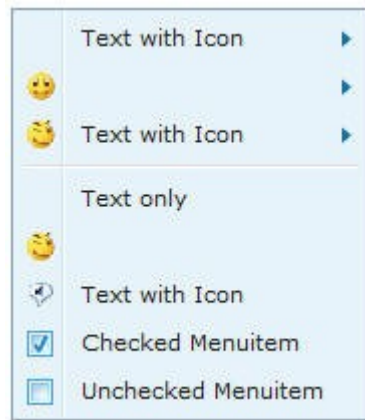 Text with Icon
Text with Icon
Text only
Text with Icon
Checked Menuitem
Unchecked Menuitem